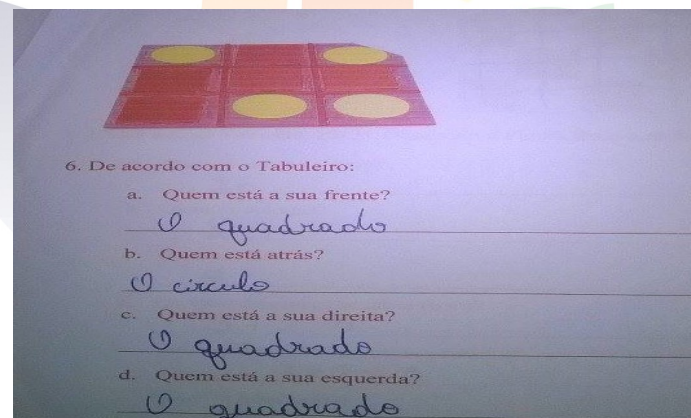 6. De acordo com o Tabuleiro:
a. Quem está a sua frente?
O quadrado
b. Quem está atrás?
O circulo
c. Quem está a sua direita?
O quadrado
d. Quem está a sua esquerda?
O quadrado